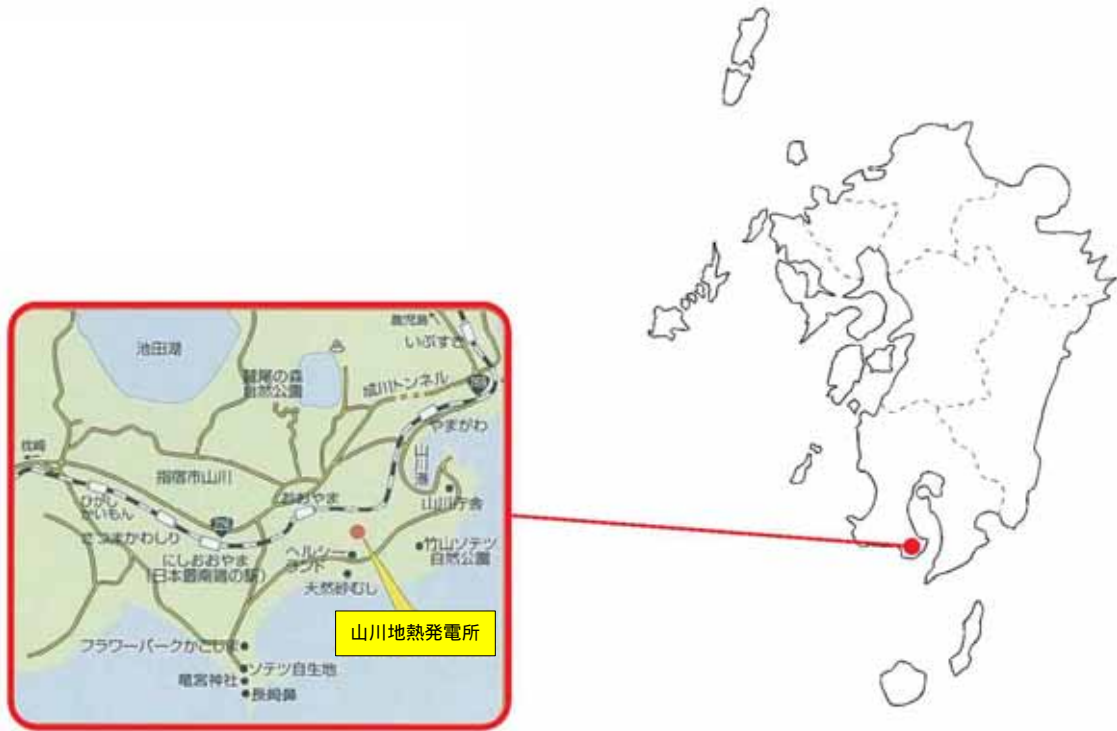 鹿児島
いぶすき
池田湖
鷲尾の森
自然公園
成川トンネル
やまがわ
枕崎
指宿市山川
山川港
おおやま
山川庁舎
ひがし
かいもん
226
さつまかわしり
にしおおやま
(日本最南端の駅)
ヘルシー
ランド
竹山ソテツ
自然公園
天然砂むし
山川地熱発電所
フラワーパークかごしま
ソテツ自生地
竜宮神社
長崎鼻